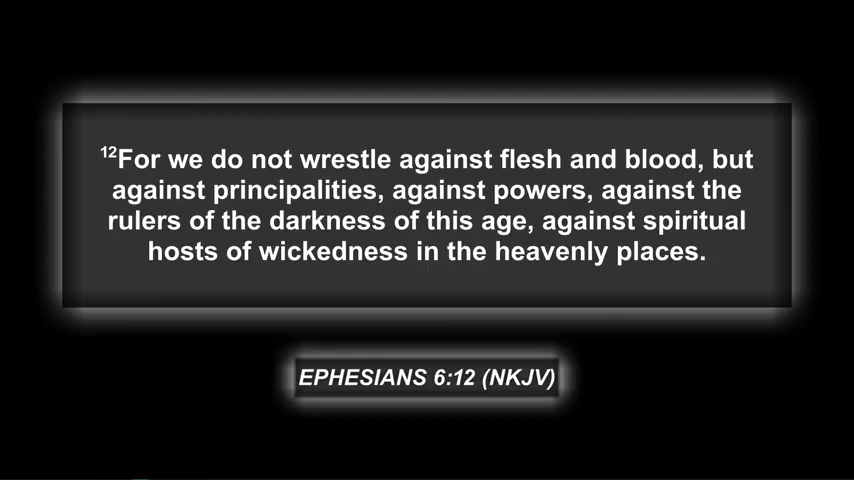 ¹²For we do not wrestle against flesh and blood, but
against principalities, against powers, against the
rulers of the darkness of this age, against spiritual
hosts of wickedness in the heavenly places.
EPHESIANS 6:12 (NKJV)